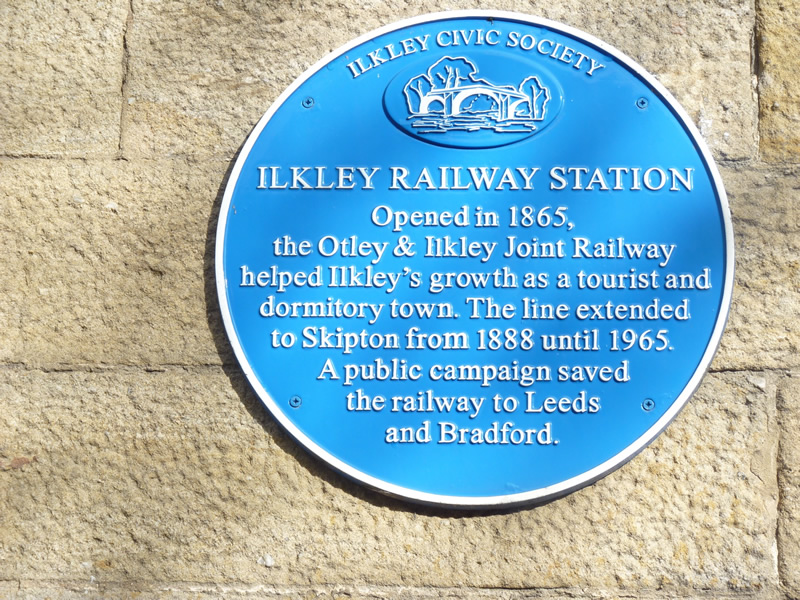 ILKLEY CIVIC SOCIETY
ILKLEY RAILWAY STATION
Opened in 1865,
the Otley & Ilkley Joint Railway
helped Ilkley's growth as a tourist and
dormitory town. The line extended
to Skipton from 1888 until 1965.
A public campaign saved
the railway to Leeds
and Bradford.